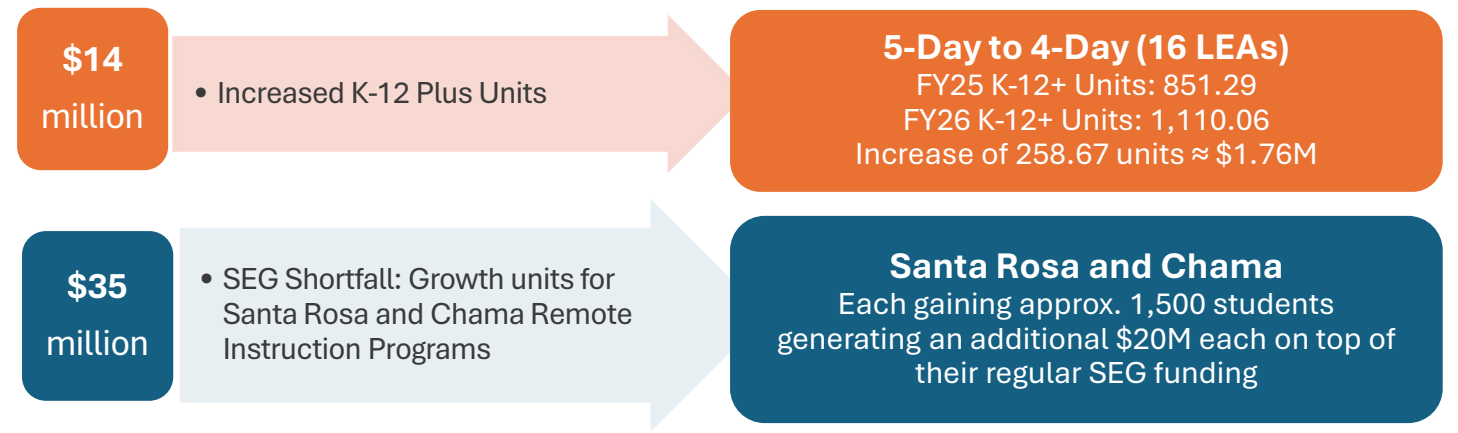 $14
million
• Increased K-12 Plus Units
5-Day to 4-Day (16 LEAs)
FY25 K-12+ Units: 851.29
FY26 K-12+ Units: 1,110.06
Increase of 258.67 units ≈ $1.76M
$35
million
• SEG Shortfall: Growth units for
Santa Rosa and Chama Remote
Instruction Programs
Santa Rosa and Chama
Each gaining approx. 1,500 students
generating an additional $20M each on top of
their regular SEG funding